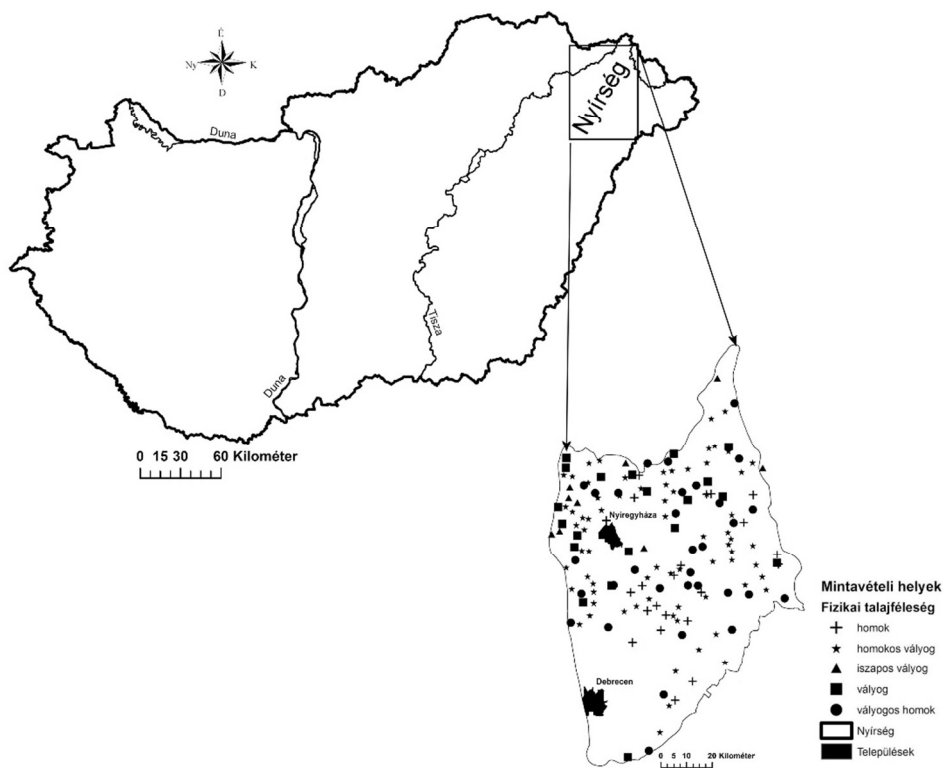 É
Ny K
D
Nyírség
Duna
Tisza
Duna
0 15 30 60 Kilométer
Nyíregyháza
Debrecen
0 5 10 20 Kilométer
Mintavételi helyek
Fizikai talajféleség
homok
homokos vályog
iszapos vályog
vályog
vályogos homok
Nyírség
Települések